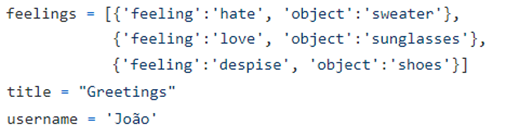 feelings = [{'feeling':'hate', 'object':'sweater'},
{'feeling':'love', 'object':'sunglasses'},
{'feeling':'despise', 'object':'shoes'}]
title = "Greetings"
username = 'João'